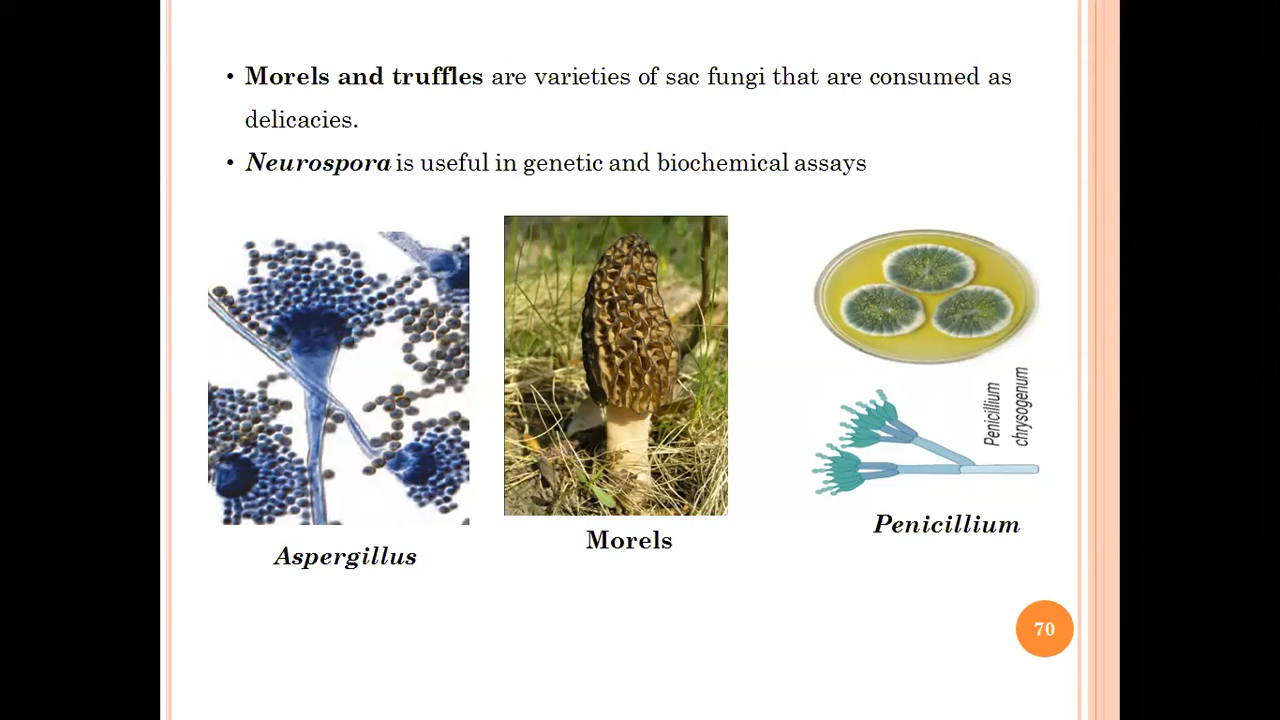 • Morels and truffles are varieties of sac fungi that are consumed as
delicacies.
• Neurospora is useful in genetic and biochemical assays
Penicillium
chrysogenum
Aspergillus
Morels
Penicillium
70